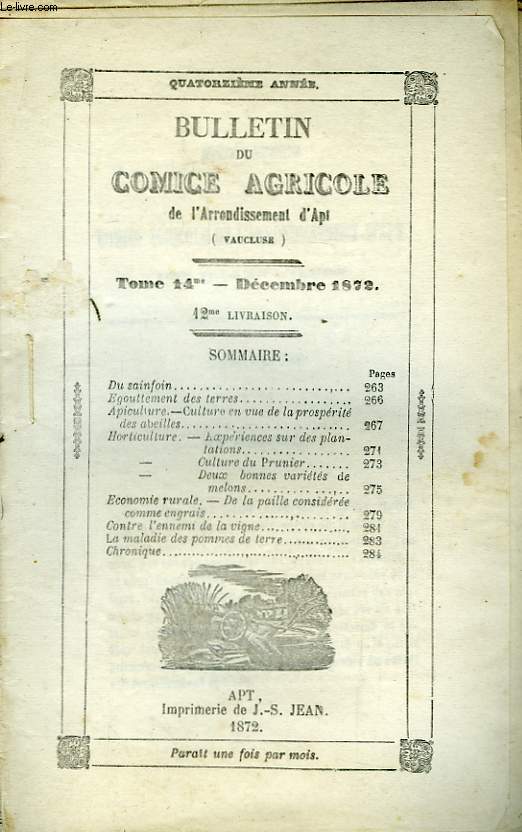 Le-livre.com
QUATORZIÈME ANNÉE.
BULLETIN
DU
COMICE AGRICOLE
de l'Arrondissement d'Apt
( VAUCLUSE )
Tome 14me — Décembre 1872.
12me LIVRAISON.
SOMMAIRE :
Pages
Du sainfoin........................... 263
Egouttement des terres.................. 266
Apiculture.—Culture en vue de la prospérité
des abeilles........................... 267
Horticulture. — Expériences sur des plan-
tations.................. 271
— Culture du Prunier....... 273
— Deux bonnes variétés de
melons................. 275
Economie rurale. — De la paille considérée
comme engrais....................... 279
Contre l'ennemi de la vigne............... 281
La maladie des pommes de terre............. 283
Chronique............................. 284
APT,
Imprimerie de J.-S. JEAN.
1872.
Paraît une fois par mois.